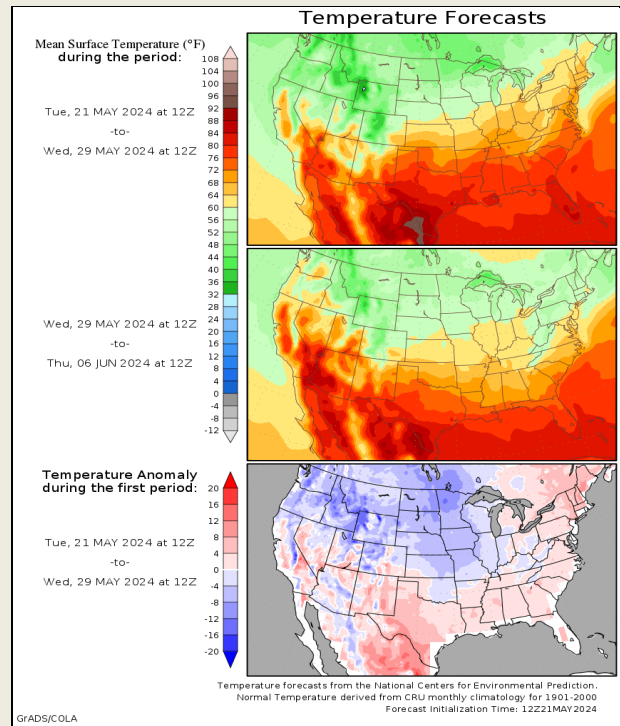 Temperature Forecasts
Mean Surface Temperature (°F)
during the period:
Tue, 21 MAY 2024 at 12Z
-to-
Wed, 29 MAY 2024 at 12Z
108
104
100
96
92
88
84
80
76
72
68
64
60
56
52
48
44
40
36
32
28
24
20
16
12
8
4
0
-4
-8
-12
Wed, 29 MAY 2024 at 12Z
-to-
Thu, 06 JUN 2024 at 12Z
Temperature Anomaly
during the first period:
Tue, 21 MAY 2024 at 12Z
-to-
Wed, 29 MAY 2024 at 12Z
20
16
12
8
4
0
-4
-8
-12
-16
-20
Temperature forecasts from the National Centers for Environmental Prediction.
Normal Temperature derived from CRU monthly climatology for 1901-2000
Forecast Initialization Time: 12Z21MAY2024
GrADS/COLA